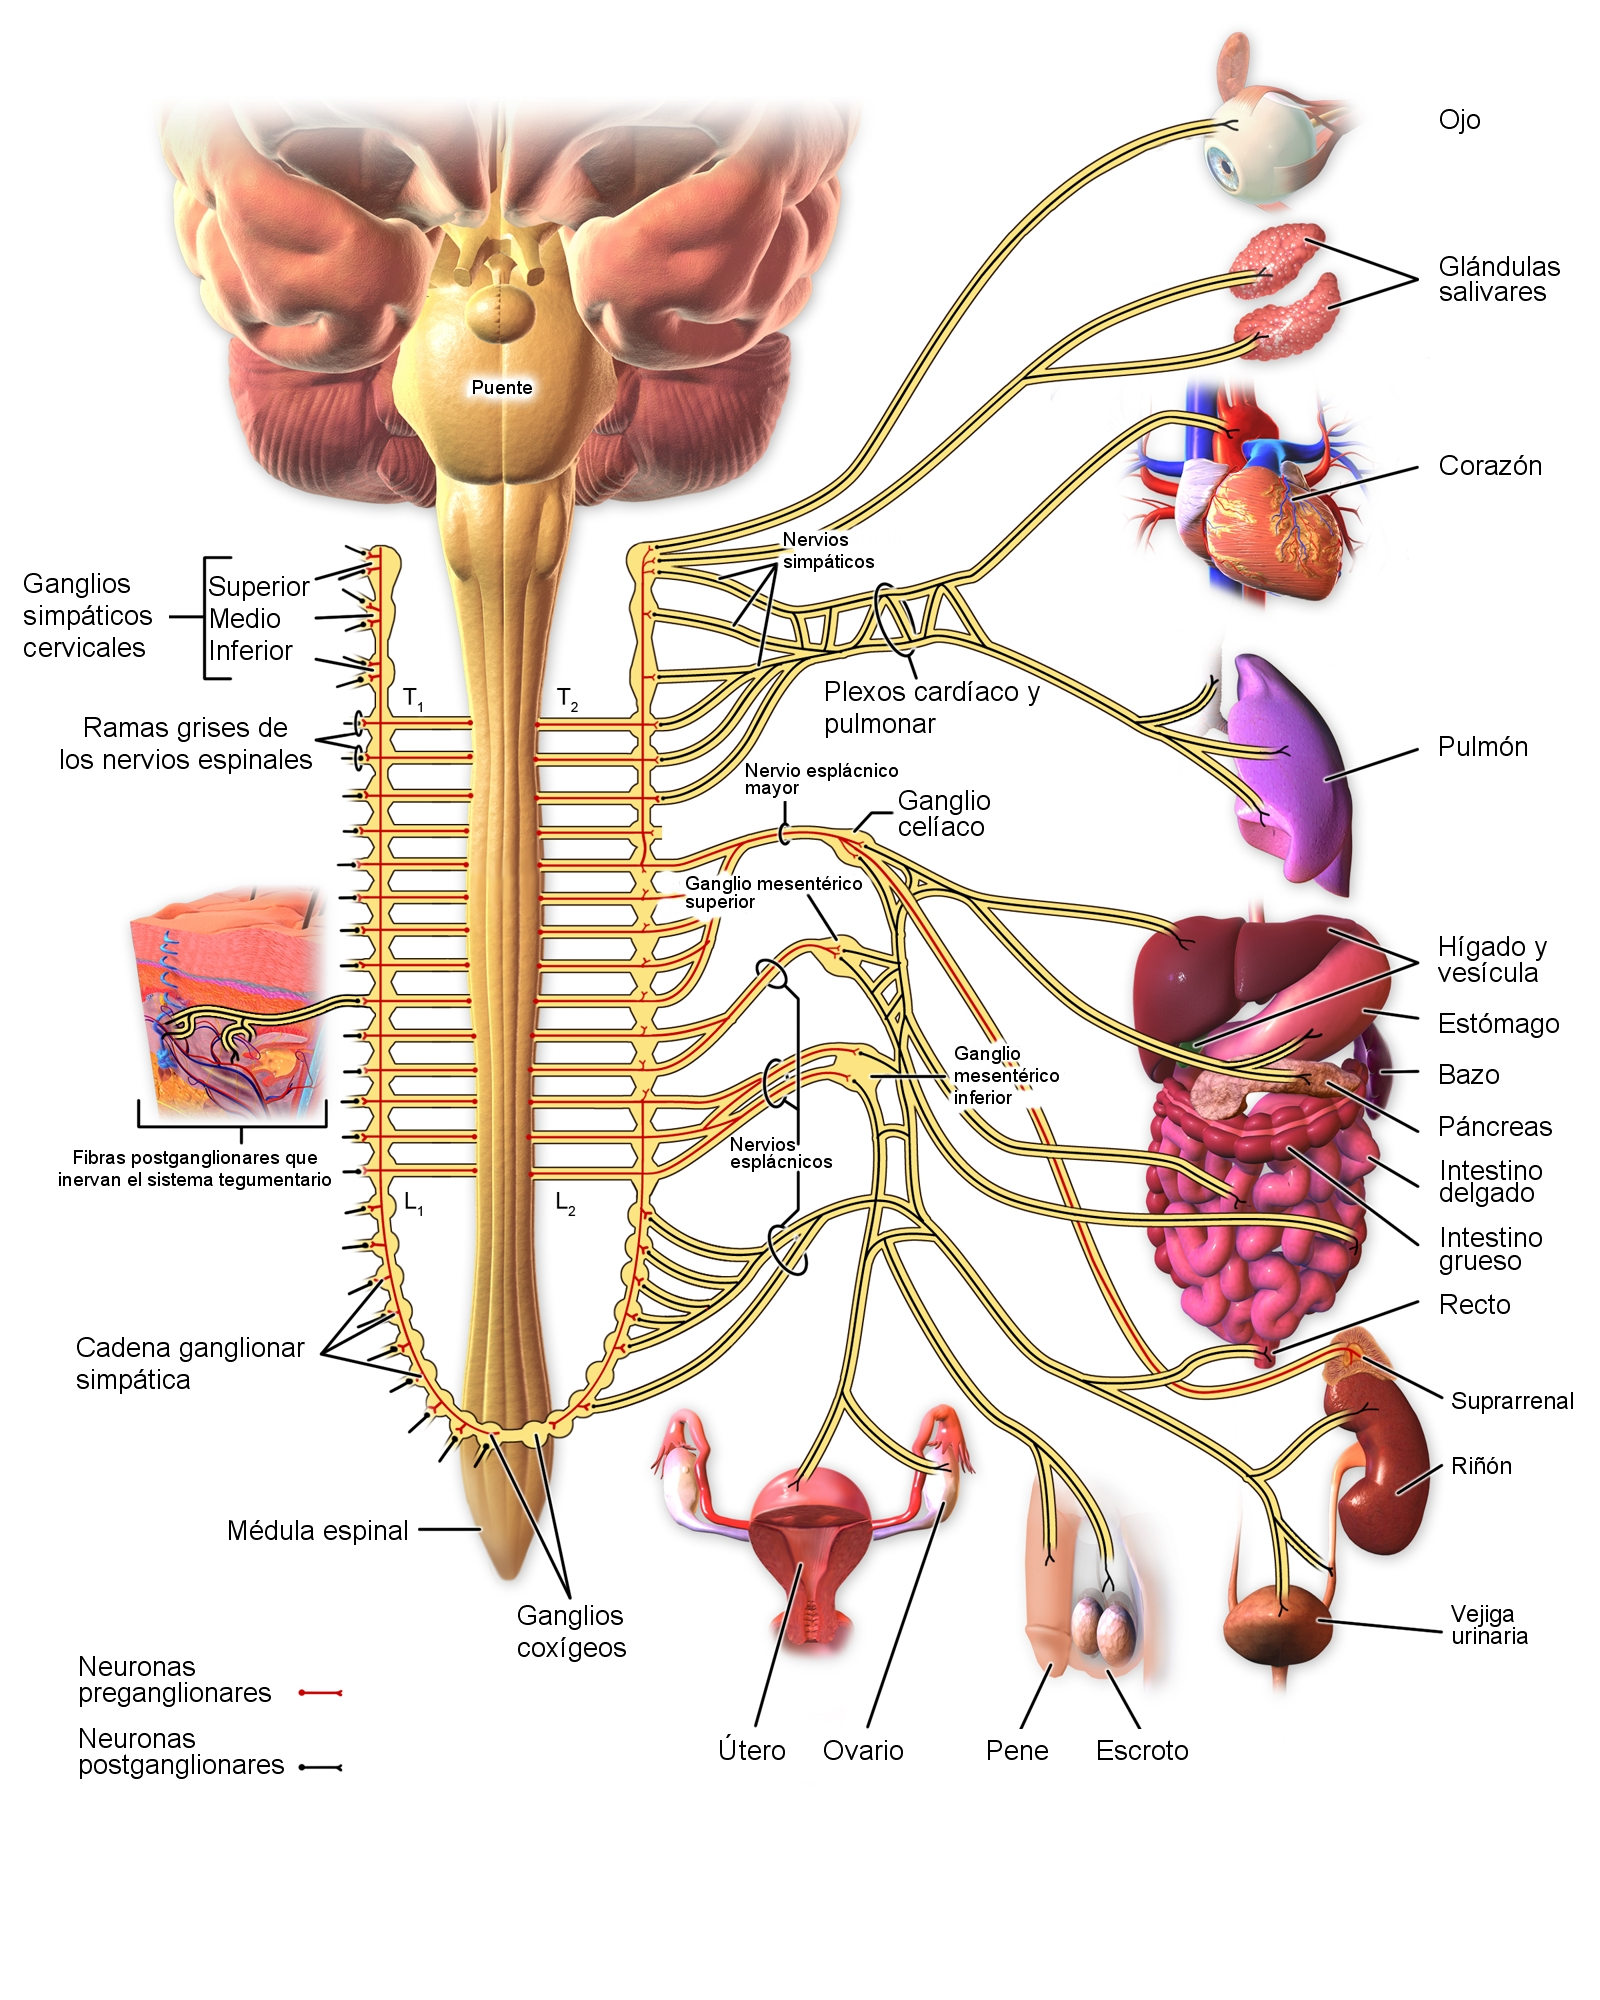 Ojo
Glándulas
salivares
Puente
Corazón
Nervios
simpáticos
Ganglios
simpáticos
cervicales
Superior
Medio
Inferior
T1
T2
Plexos cardíaco y
pulmonar
Ramas grises de
los nervios espinales
Pulmón
Nervio esplácnico
mayor
Ganglio
celíaco
Ganglio mesentérico
superior
Hígado y
vesícula
Estómago
Ganglio
mesentérico
inferior
Bazo
Páncreas
Nervios
esplácnicos
Fibras postganglionares que
inervan el sistema tegumentario
Intestino
delgado
L1
L2
Intestino
grueso
Recto
Cadena ganglionar
simpática
Suprarrenal
Riñón
Médula espinal
Ganglios
coxígeos
Vejiga
urinaria
Neuronas
preganglionares
Neuronas
postganglionares
Útero
Ovario
Pene
Escroto